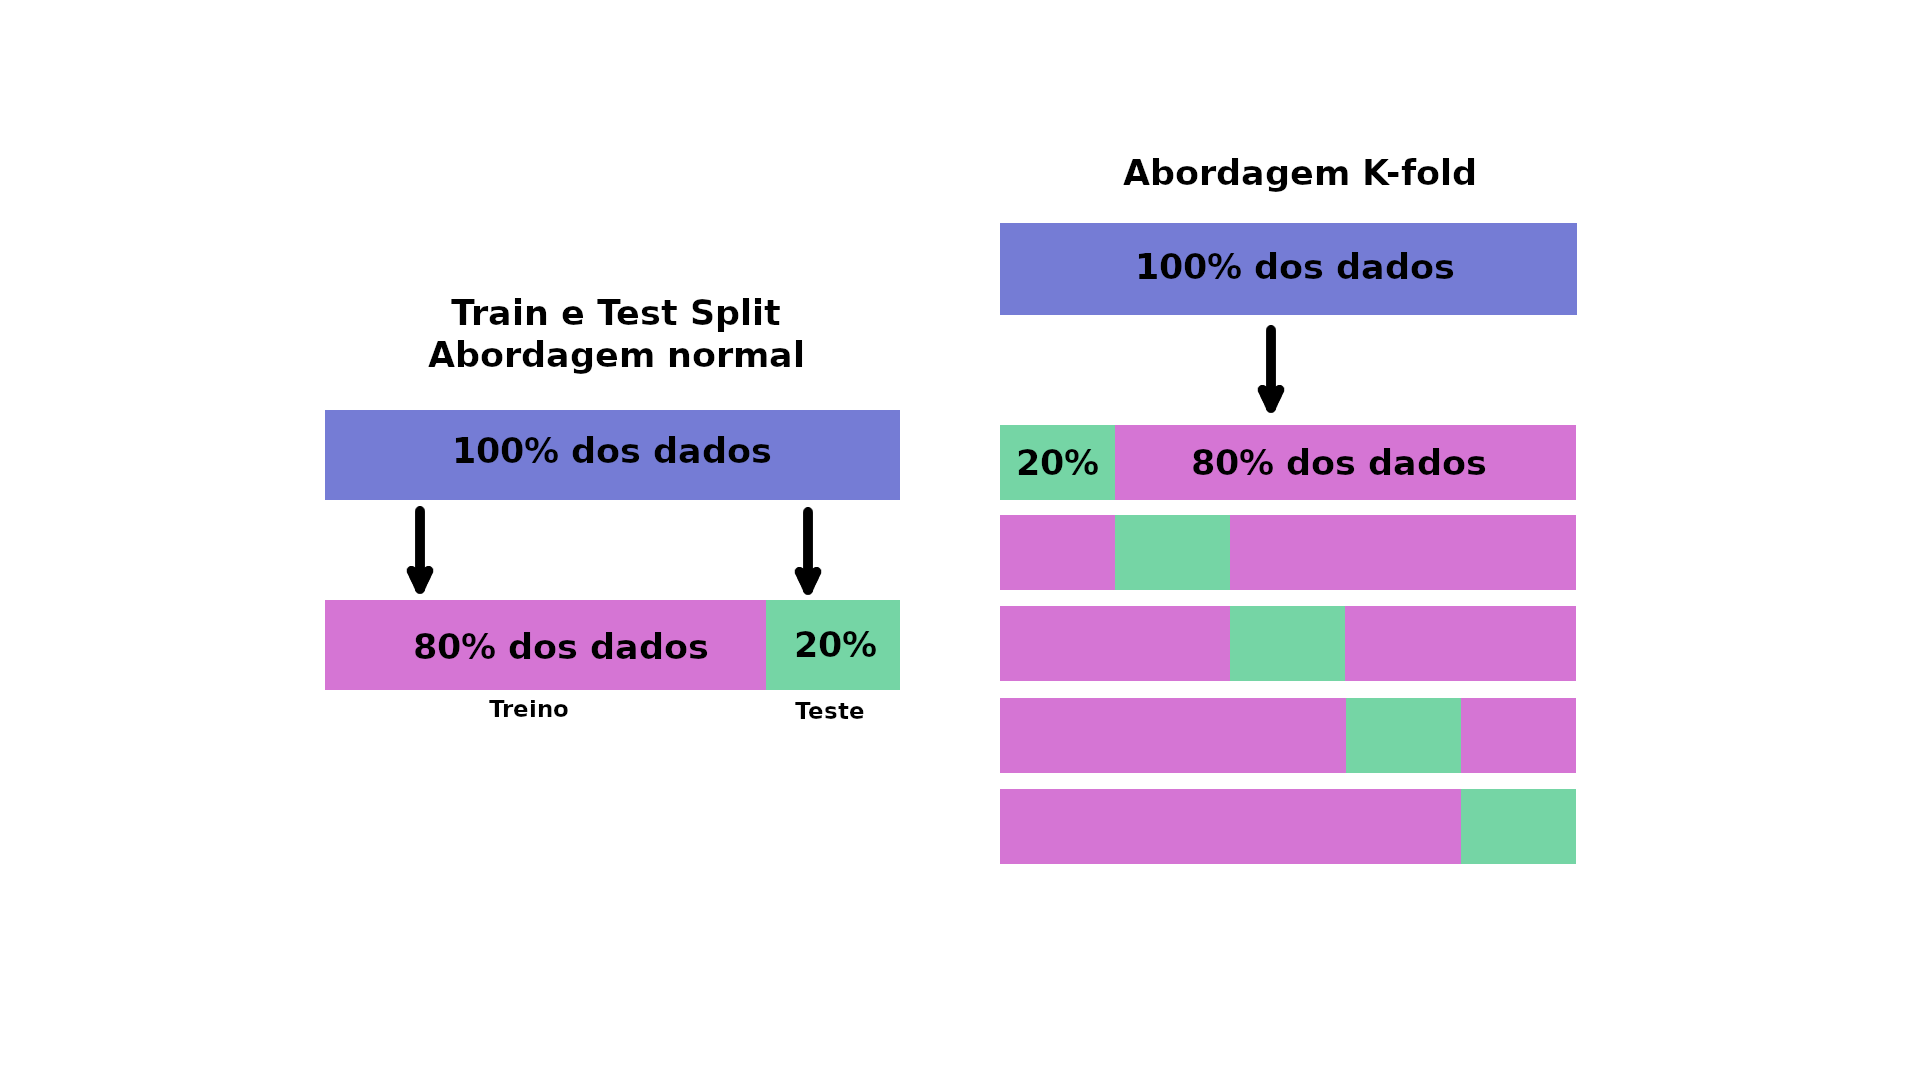 Train e Test Split
Abordagem normal
100% dos dados
80% dos dados
20%
Treino
Teste
Abordagem K-fold
100% dos dados
20%
80% dos dados